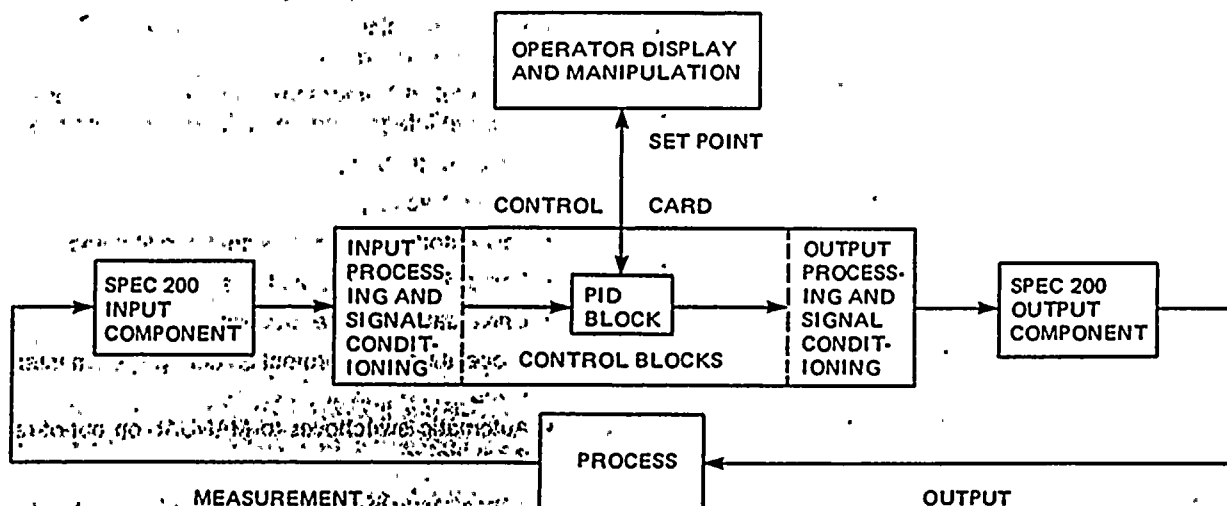 OPERATOR DISPLAY
AND MANIPULATION
SET POINT
CONTROL CARD
INPUT
PROCESS-
ING AND
SIGNAL
CONDIT-
IONING
PID
BLOCK
CONTROL BLOCKS
OUTPUT
PROCESS-
ING AND
SIGNAL
CONDIT-
IONING
SPEC 200
INPUT
COMPONENT
SPEC 200
OUTPUT
COMPONENT
PROCESS
MEASUREMENT
OUTPUT